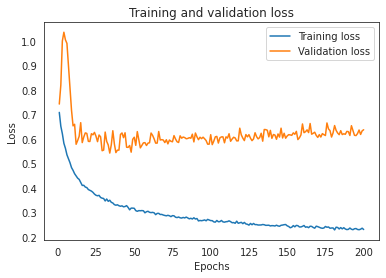 Training and validation loss
Training loss
Validation loss
Loss
1.0
0.9
0.8
0.7
0.6
0.5
0.4
0.3
0.2
0 25 50 75 100 125 150 175 200
Epochs